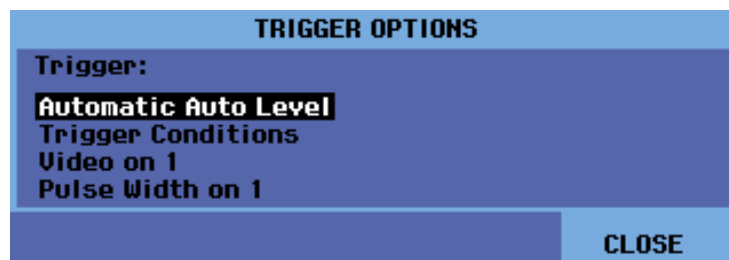 TRIGGER OPTIONS
Trigger:
Automatic Auto Level
Trigger Conditions
Video on 1
Pulse Width on 1
CLOSE